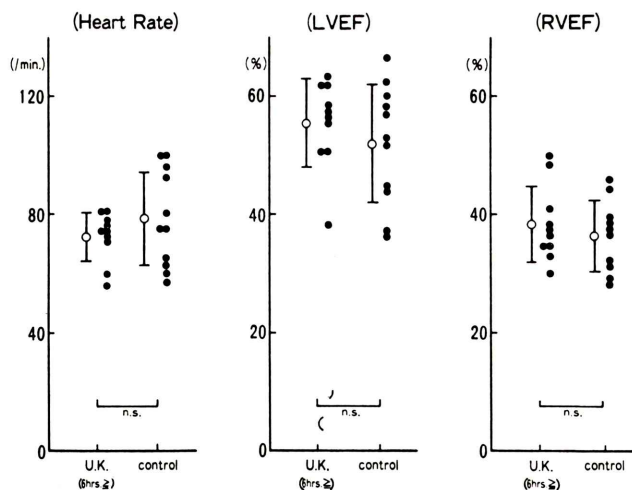 (Heart Rate)
(/min.)
120
80
40
0
n.s.
U.K.
(6hrs.≧)
control
(LVEF)
(%)
60
40
20
0
n.s.
U.K.
(6hrs.≧)
control
(RVEF)
(%)
60
40
20
0
n.s.
U.K.
(6hrs.≧)
control